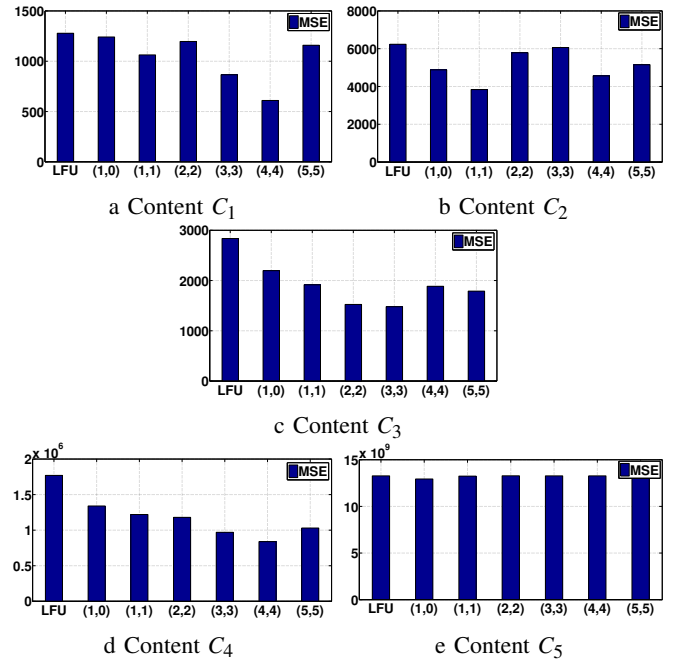 1500
1000
500
0
MSE
LFU (1,0) (1,1) (2,2) (3,3) (4,4) (5,5)
a Content C1
8000
6000
4000
2000
0
MSE
LFU (1,0) (1,1) (2,2) (3,3) (4,4) (5,5)
b Content C2
3000
2000
1000
0
MSE
LFU (1,0) (1,1) (2,2) (3,3) (4,4) (5,5)
c Content C3
x 10^6
2
1.5
1
0.5
0
MSE
LFU (1,0) (1,1) (2,2) (3,3) (4,4) (5,5)
d Content C4
x 10^9
15
10
5
0
MSE
LFU (1,0) (1,1) (2,2) (3,3) (4,4) (5,5)
e Content C5